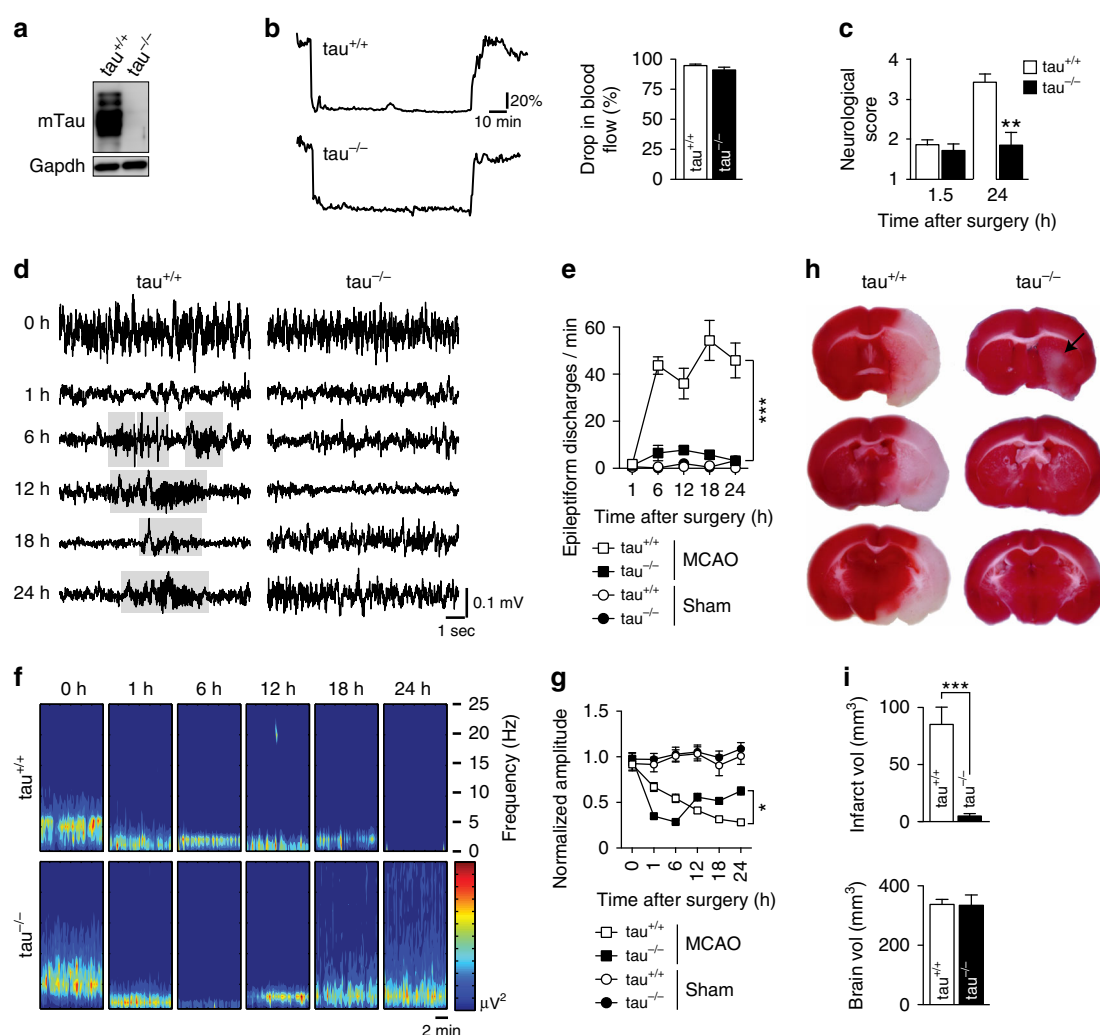 a
tau+/+
tau−/−
mTau
Gapdh
b
tau+/+
20%
10 min
tau−/−
Drop in blood
flow (%)
100
75
50
25
0
tau+/+
tau−/−
c
tau+/+
tau−/−
Neurological
score
4
3
2
1
**
1.5
24
Time after surgery (h)
d
tau+/+
tau−/−
0 h
1 h
6 h
12 h
18 h
24 h
0.1 mV
1 sec
e
Epileptiform discharges / min
60
40
20
0
***
1 6 12 18 24
Time after surgery (h)
tau+/+
tau−/−
MCAO
tau+/+
tau−/−
Sham
h
tau+/+
tau−/−
f
0 h 1 h 6 h 12 h 18 h 24 h
tau+/+
tau−/−
25
20
15
10
5
0
Frequency (Hz)
μV2
2 min
g
Normalized amplitude
1.5
1.0
0.5
0
*
0 1 6 12 18 24
Time after surgery (h)
tau+/+
tau−/−
MCAO
tau+/+
tau−/−
Sham
i
Infarct vol (mm3)
100
50
0
***
tau+/+
tau−/−
Brain vol (mm3)
400
200
0
tau+/+
tau−/−